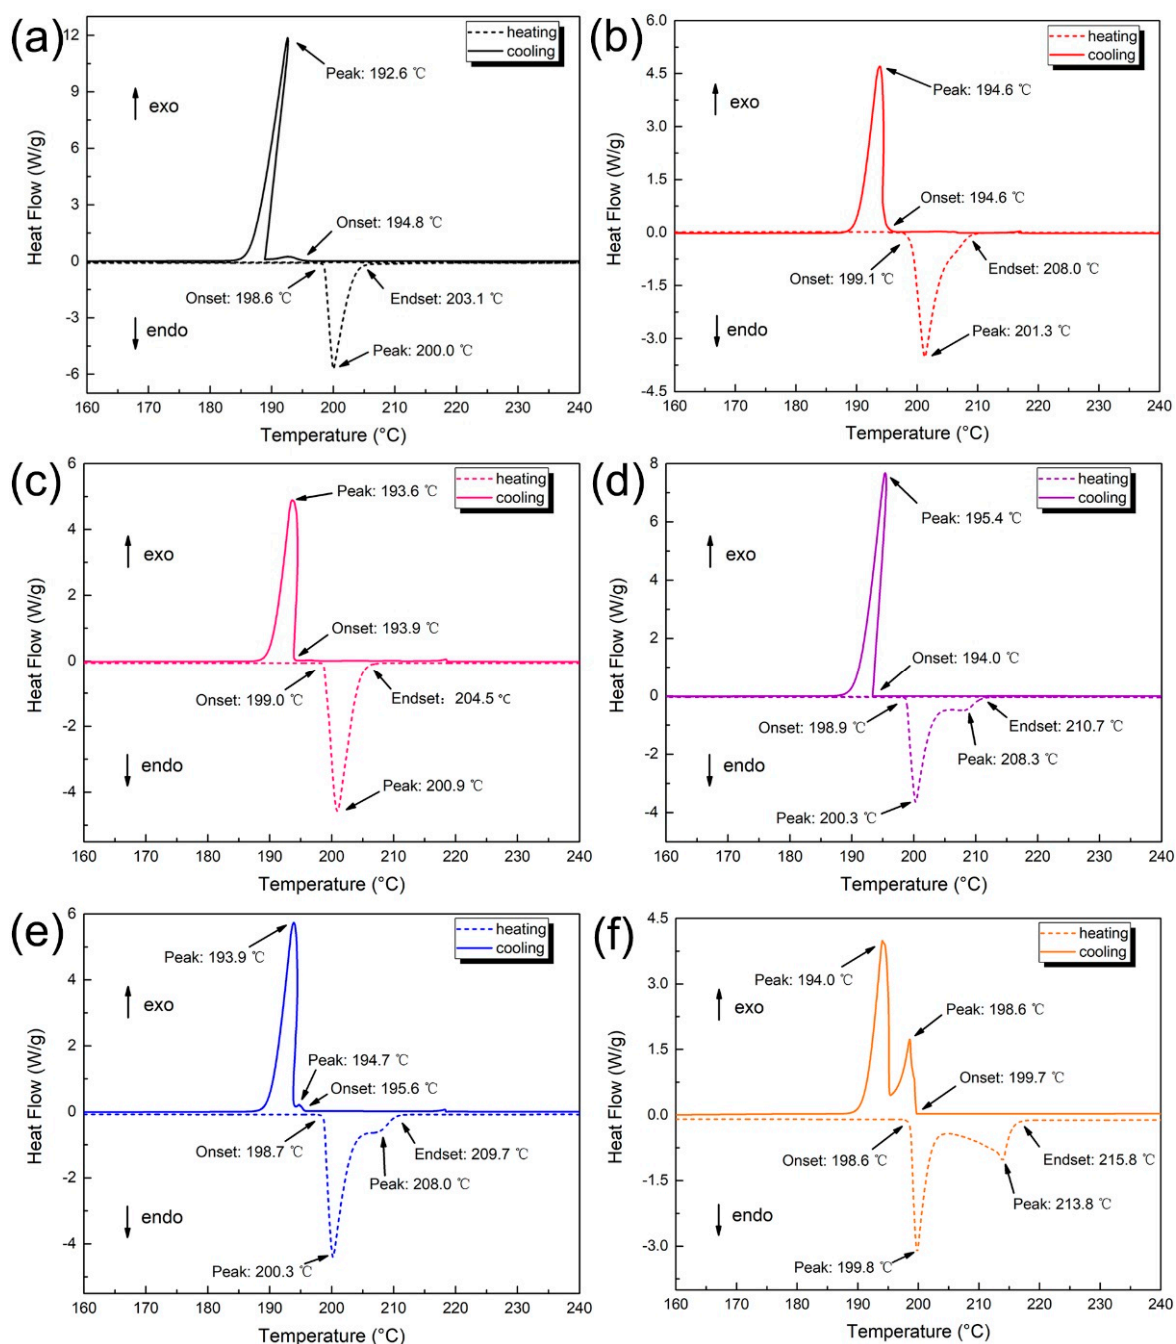 (a)
heating
cooling
Peak: 192.6 ℃
exo
Onset: 194.8 ℃
Onset: 198.6 ℃
Endset: 203.1 ℃
endo
Peak: 200.0 ℃
Heat Flow (W/g)
12
9
6
3
0
-3
-6
160 170 180 190 200 210 220 230 240
Temperature (°C)
(b)
heating
cooling
Peak: 194.6 ℃
exo
Onset: 194.6 ℃
Onset: 199.1 ℃
Endset: 208.0 ℃
endo
Peak: 201.3 ℃
Heat Flow (W/g)
6.0
4.5
3.0
1.5
0.0
-1.5
-3.0
-4.5
160 170 180 190 200 210 220 230 240
Temperature (°C)
(c)
heating
cooling
Peak: 193.6 ℃
exo
Onset: 193.9 ℃
Onset: 199.0 ℃
Endset: 204.5 ℃
endo
Peak: 200.9 ℃
Heat Flow (W/g)
6
4
2
0
-2
-4
160 170 180 190 200 210 220 230 240
Temperature (°C)
(d)
heating
cooling
Peak: 195.4 ℃
exo
Onset: 194.0 ℃
Onset: 198.9 ℃
Endset: 210.7 ℃
endo
Peak: 208.3 ℃
Peak: 200.3 ℃
Heat Flow (W/g)
8
6
4
2
0
-2
-4
160 170 180 190 200 210 220 230 240
Temperature (°C)
(e)
heating
cooling
Peak: 193.9 ℃
exo
Peak: 194.7 ℃
Onset: 195.6 ℃
Onset: 198.7 ℃
Endset: 209.7 ℃
Peak: 208.0 ℃
endo
Peak: 200.3 ℃
Heat Flow (W/g)
6
4
2
0
-2
-4
160 170 180 190 200 210 220 230 240
Temperature (°C)
(f)
heating
cooling
Peak: 194.0 ℃
exo
Peak: 198.6 ℃
Onset: 199.7 ℃
Onset: 198.6 ℃
Endset: 215.8 ℃
Peak: 213.8 ℃
endo
Peak: 199.8 ℃
Heat Flow (W/g)
4.5
3.0
1.5
0.0
-1.5
-3.0
160 170 180 190 200 210 220 230 240
Temperature (°C)